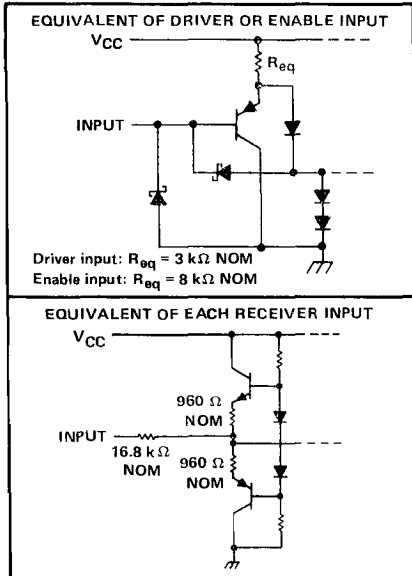 EQUIVALENT OF DRIVER OR ENABLE INPUT
VCC
Req
INPUT
Driver input: Req = 3 kΩ NOM
Enable input: Req = 8 kΩ NOM
EQUIVALENT OF EACH RECEIVER INPUT
VCC
960 Ω
NOM
INPUT
16.8 kΩ
NOM
960 Ω
NOM